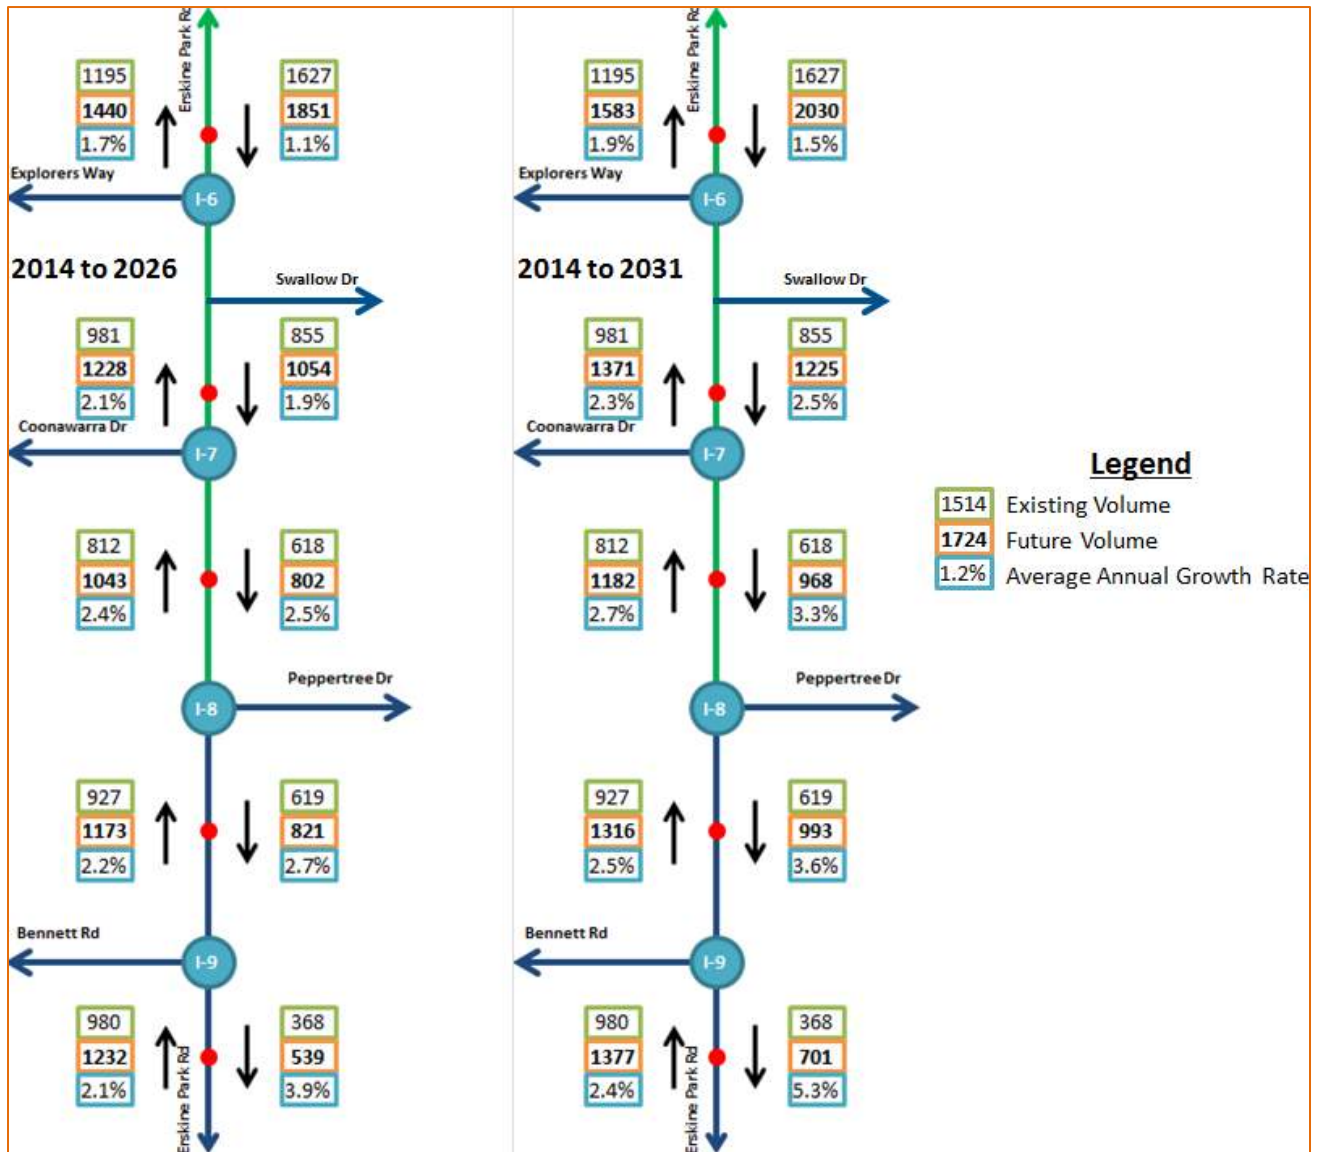 Erskine Park Rd
1195
1627
1440
1851
1.7%
1.1%
Explorers Way
I-6
2014 to 2026
Swallow Dr
981
855
1228
1054
2.1%
1.9%
Coonawarra Dr
I-7
812
618
1043
802
2.4%
2.5%
Peppertree Dr
I-8
927
619
1173
821
2.2%
2.7%
Bennett Rd
I-9
980
368
1232
539
2.1%
3.9%
Erskine Park Rd
Erskine Park Rd
1195
1627
1583
2030
1.9%
1.5%
Explorers Way
I-6
2014 to 2031
Swallow Dr
981
855
1371
1225
2.3%
2.5%
Coonawarra Dr
I-7
812
618
1182
968
2.7%
3.3%
Peppertree Dr
I-8
927
619
1316
993
2.5%
3.6%
Bennett Rd
I-9
980
368
1377
701
2.4%
5.3%
Erskine Park Rd
Legend
1514 Existing Volume
1724 Future Volume
1.2% Average Annual Growth Rate